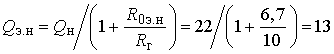 Qэ.н = Qн/(1 + R0э.н/Rг) = 22/(1 + 6,7/10) = 13